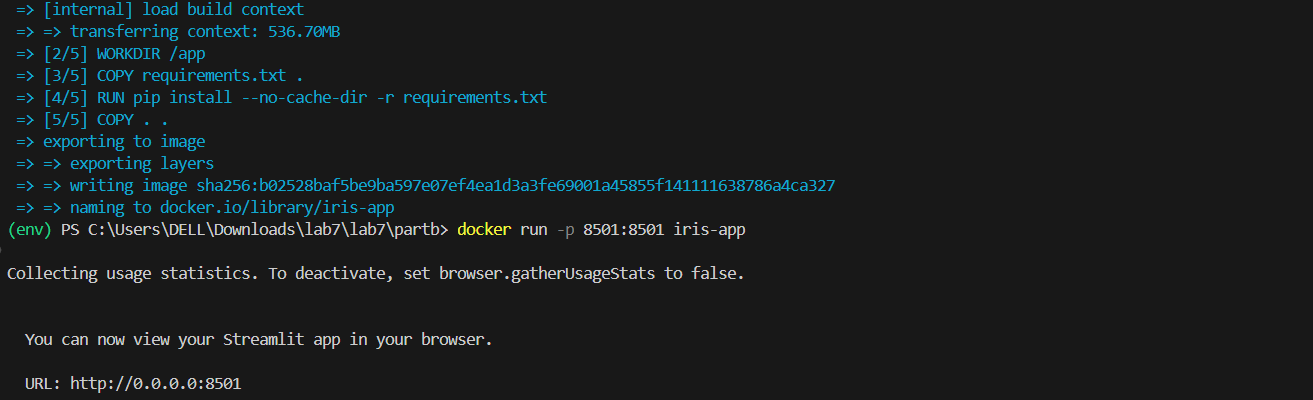 => [internal] load build context
=> => transferring context: 536.70MB
=> [2/5] WORKDIR /app
=> [3/5] COPY requirements.txt .
=> [4/5] RUN pip install --no-cache-dir -r requirements.txt
=> [5/5] COPY . .
=> exporting to image
=> => exporting layers
=> => writing image sha256:b02528baf5be9ba597e07ef4ea1d3a3fe69001a45855f141111638786a4ca327
=> => naming to docker.io/library/iris-app
(env) PS C:\Users\DELL\Downloads\lab7\lab7\partb> docker run -p 8501:8501 iris-app
Collecting usage statistics. To deactivate, set browser.gatherUsageStats to false.
You can now view your Streamlit app in your browser.
URL: http://0.0.0.0:8501